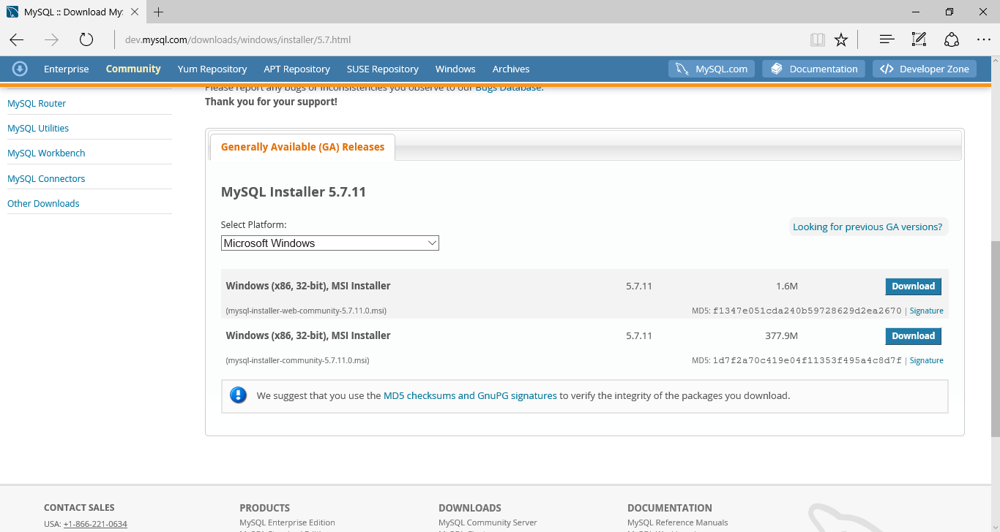 MySQL :: Download My
dev.mysql.com/downloads/windows/installer/5.7.html
Enterprise Community Yum Repository APT Repository SUSE Repository Windows Archives MySQL.com Documentation Developer Zone
Please report any bugs or inconsistencies you observe to our Bugs Database.
Thank you for your support!
MySQL Router
MySQL Utilities
MySQL Workbench
MySQL Connectors
Other Downloads
Generally Available (GA) Releases
MySQL Installer 5.7.11
Select Platform:
Looking for previous GA versions?
Microsoft Windows
Windows (x86, 32-bit), MSI Installer 5.7.11 1.6M Download
(mysql-installer-web-community-5.7.11.0.msi) MD5: f1347e051cda240b59728629d2ea2670 | Signature
Windows (x86, 32-bit), MSI Installer 5.7.11 377.9M Download
(mysql-installer-community-5.7.11.0.msi) MD5: 1d7f2a70c419e04f11353f495a4c8d7f | Signature
We suggest that you use the MD5 checksums and GnuPG signatures to verify the integrity of the packages you download.
CONTACT SALES PRODUCTS DOWNLOADS DOCUMENTATION
USA: +1-866-221-0634 MySQL Enterprise Edition MySQL Community Server MySQL Reference Manuals